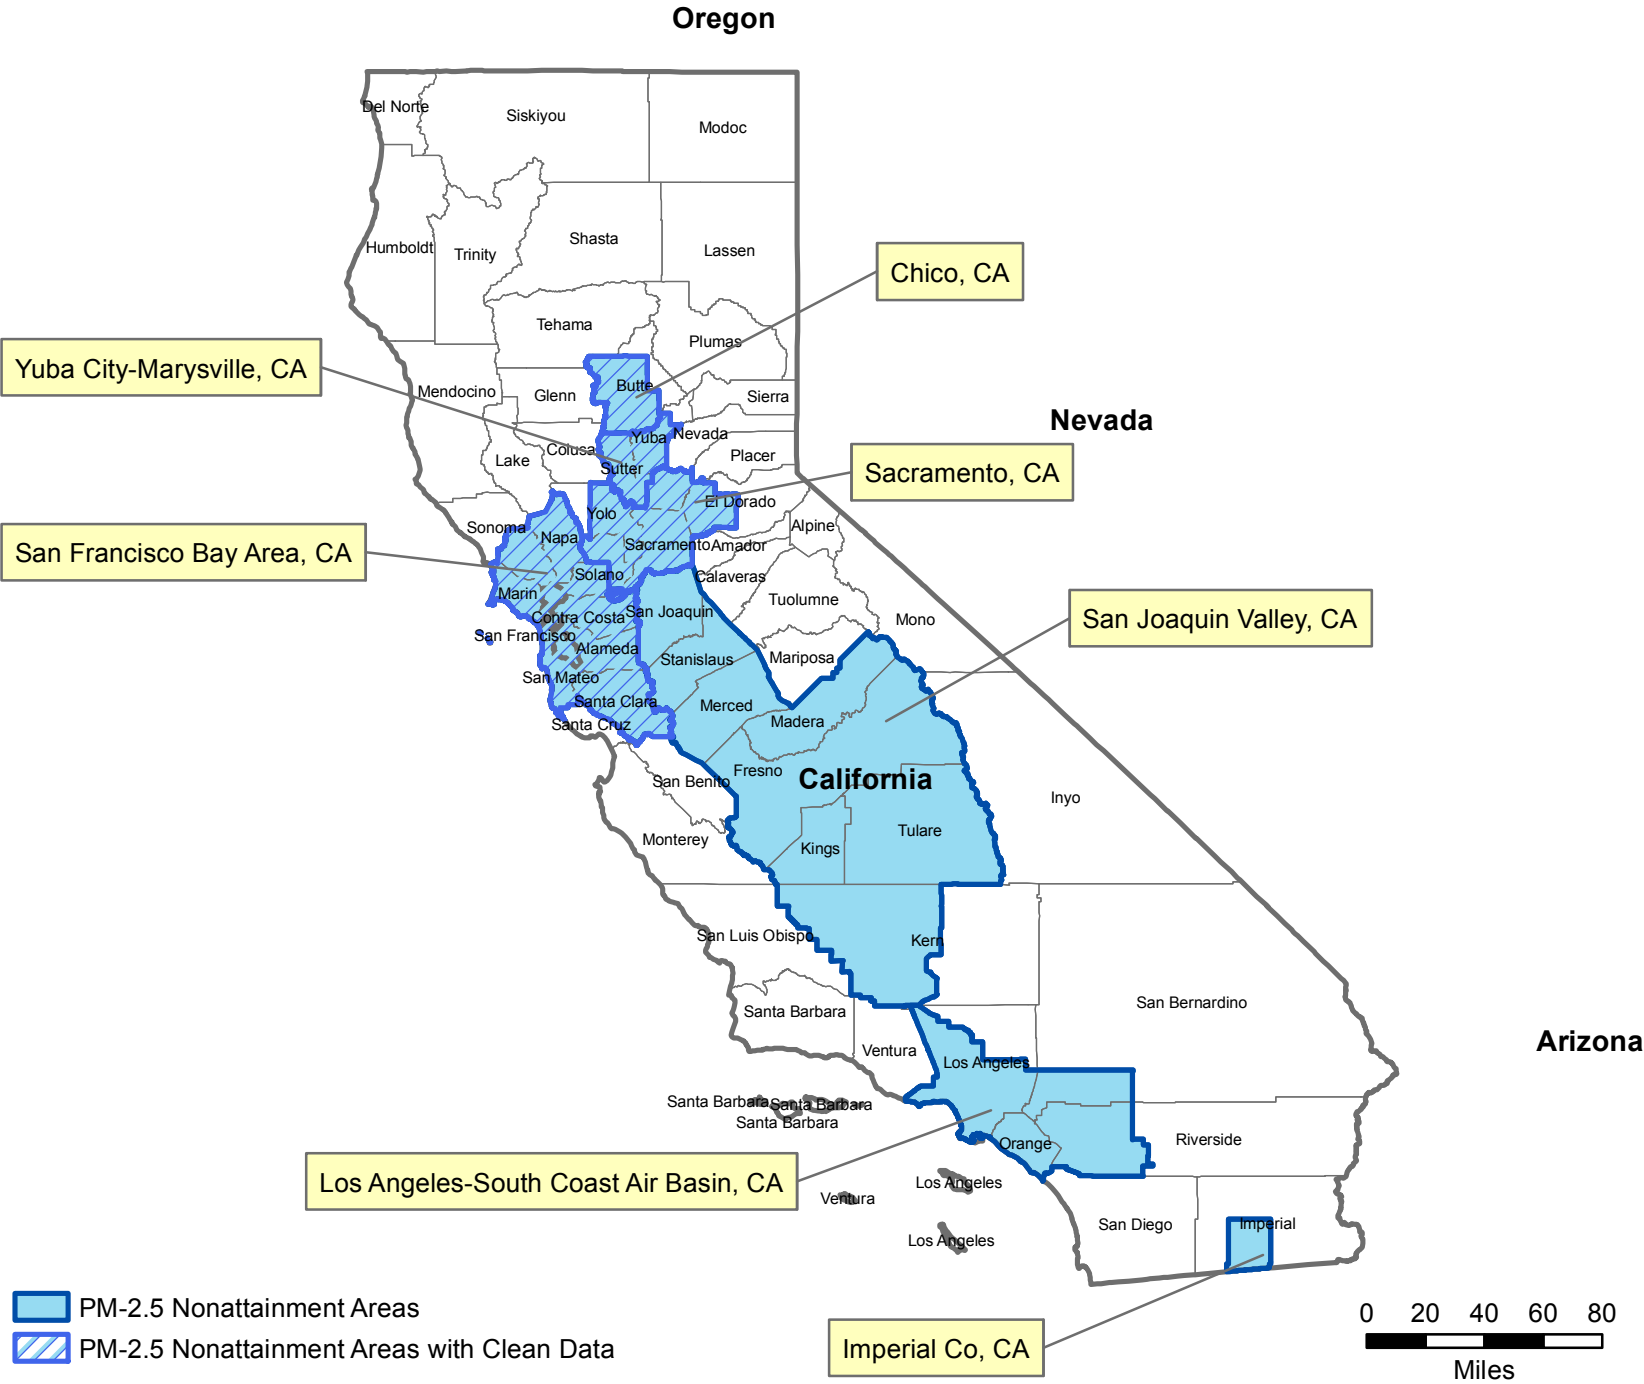 Oregon
Del Norte
Siskiyou
Modoc
Humboldt
Trinity
Shasta
Lassen
Chico, CA
Tehama
Plumas
Yuba City-Marysville, CA
Mendocino
Glenn
Butte
Sierra
Nevada
Yuba
Nevada
Colusa
Lake
Sutter
Placer
Sacramento, CA
Sonoma
Napa
Yolo
El Dorado
Alpine
San Francisco Bay Area, CA
Sacramento
Amador
Solano
Calaveras
Marin
Tuolumne
Contra Costa
San Joaquin
Mono
San Joaquin Valley, CA
San Francisco
Alameda
Stanislaus
Mariposa
San Mateo
Santa Clara
Merced
Santa Cruz
Madera
Fresno
California
San Benito
Inyo
Monterey
Kings
Tulare
San Luis Obispo
Kern
Santa Barbara
San Bernardino
Ventura
Los Angeles
Arizona
Santa Barbara
Santa Barbara
Santa Barbara
Orange
Riverside
Los Angeles-South Coast Air Basin, CA
Los Angeles
Ventura
San Diego
Imperial
Los Angeles
PM-2.5 Nonattainment Areas
PM-2.5 Nonattainment Areas with Clean Data
Imperial Co, CA
0 20 40 60 80
Miles